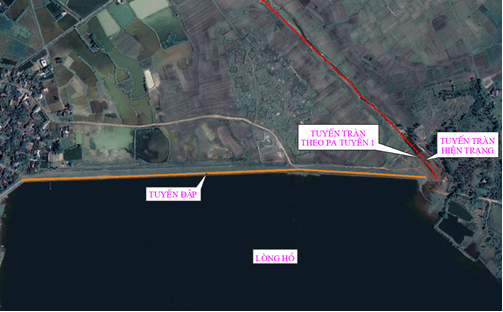 TUYẾN TRÀN
THEO PA TUYẾN 1
TUYẾN TRÀN
HIỆN TRẠNG
TUYẾN ĐẬP
LÒNG HỒ